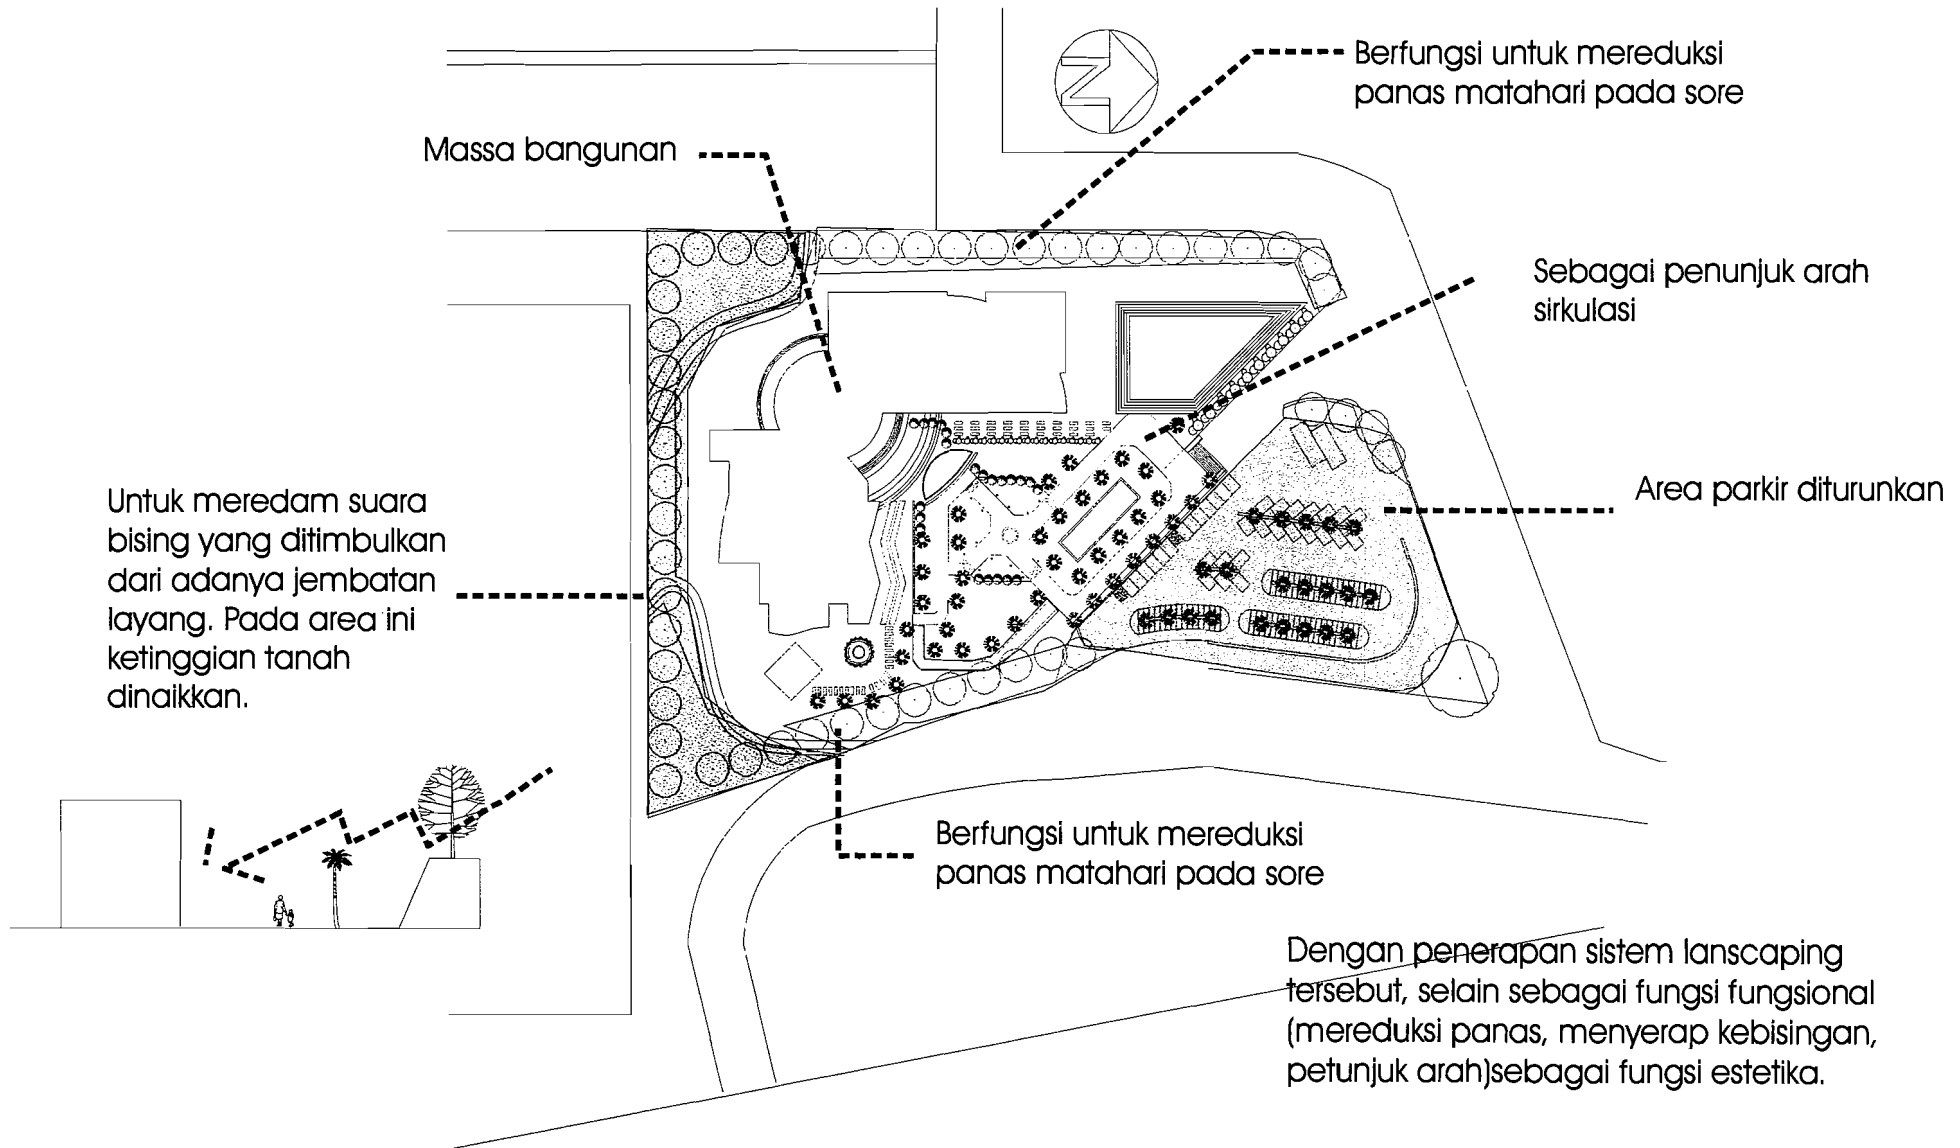 Berfungsi untuk mereduksi
panas matahari pada sore
N
Massa bangunan
Sebagai penunjuk arah
sirkulasi
Area parkir diturunkan
Untuk meredam suara
bising yang ditimbulkan
dari adanya jembatan
layang. Pada area ini
ketinggian tanah
dinaikkan.
Berfungsi untuk mereduksi
panas matahari pada sore
Dengan penerapan sistem lanscaping
tersebut, selain sebagai fungsi fungsional
(mereduksi panas, menyerap kebisingan,
petunjuk arah)sebagai fungsi estetika.